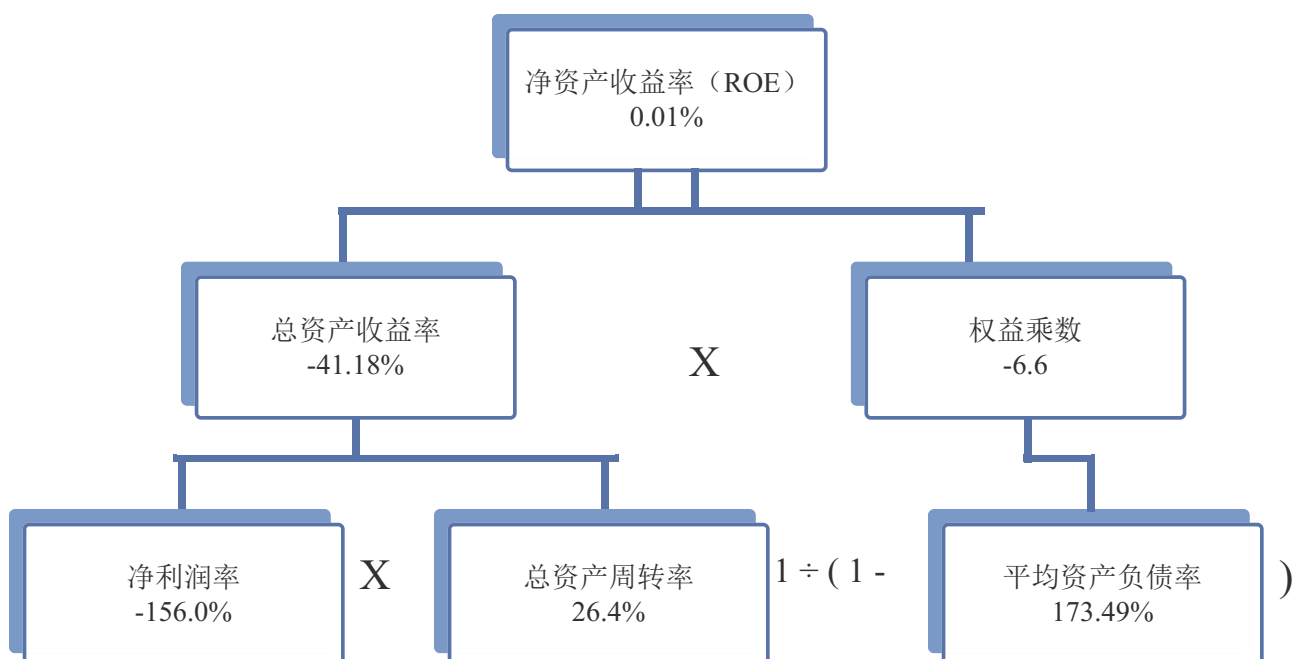 净资产收益率（ROE）
0.01%
总资产收益率
-41.18%
X
权益乘数
-6.6
净利润率
-156.0%
X
总资产周转率
26.4%
1 ÷ ( 1 -
平均资产负债率
173.49%
)